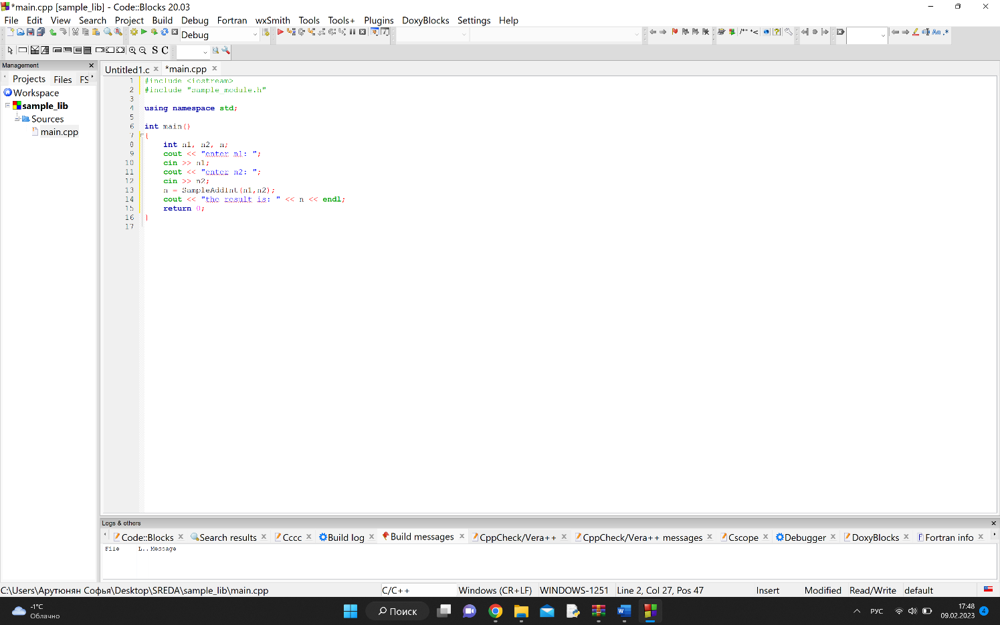 *main.cpp [sample_lib] - Code::Blocks 20.03
File Edit View Search Project Build Debug Fortran wxSmith Tools Tools+ Plugins DoxyBlocks Settings Help
Debug
/** *<
S C
Management
Projects Files FS
Untitled1.c *main.cpp
Workspace
sample_lib
Sources
main.cpp
1 #include <iostream>
2 #include "sample_module.h"
3
4 using namespace std;
5
6 int main()
7 {
8 int n1, n2, n;
9 cout << "enter n1: ";
10 cin >> n1;
11 cout << "enter n2: ";
12 cin >> n2;
13 n = SampleAddInt(n1,n2);
14 cout << "the result is: " << n << endl;
15 return 0;
16 }
17
Logs & others
Code::Blocks Search results Cccc Build log Build messages CppCheck/Vera++ CppCheck/Vera++ messages Cscope Debugger DoxyBlocks Fortran info
File L.. Message
C:\Users\Арутюнян Софья\Desktop\SREDA\sample_lib\main.cpp C/C++ Windows (CR+LF) WINDOWS-1251 Line 2, Col 27, Pos 47 Insert Modified Read/Write default
-1°C
Облачно
Поиск
РУС
17:48
09.02.2023
4